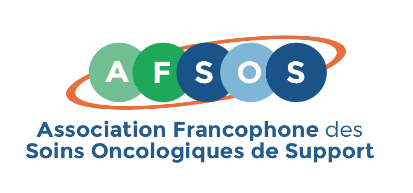 AFSOS
Association Francophone des
Soins Oncologiques de Support